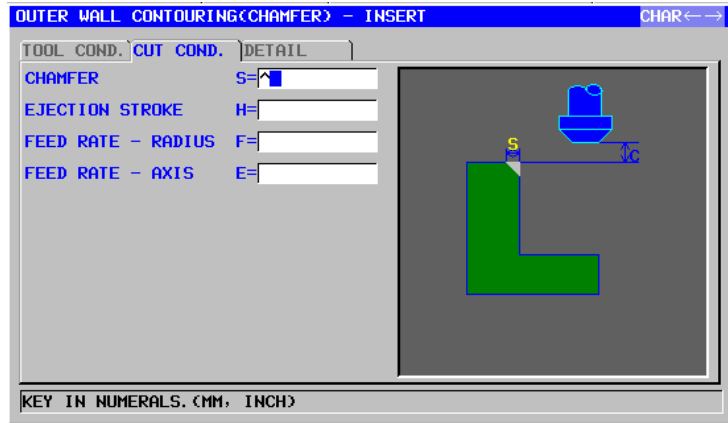 OUTER WALL CONTOURING(CHAMFER) - INSERT CHAR←→
TOOL COND. CUT COND. DETAIL
CHAMFER S=^
EJECTION STROKE H=
FEED RATE - RADIUS F=
FEED RATE - AXIS E=
S
C
KEY IN NUMERALS.(MM, INCH)